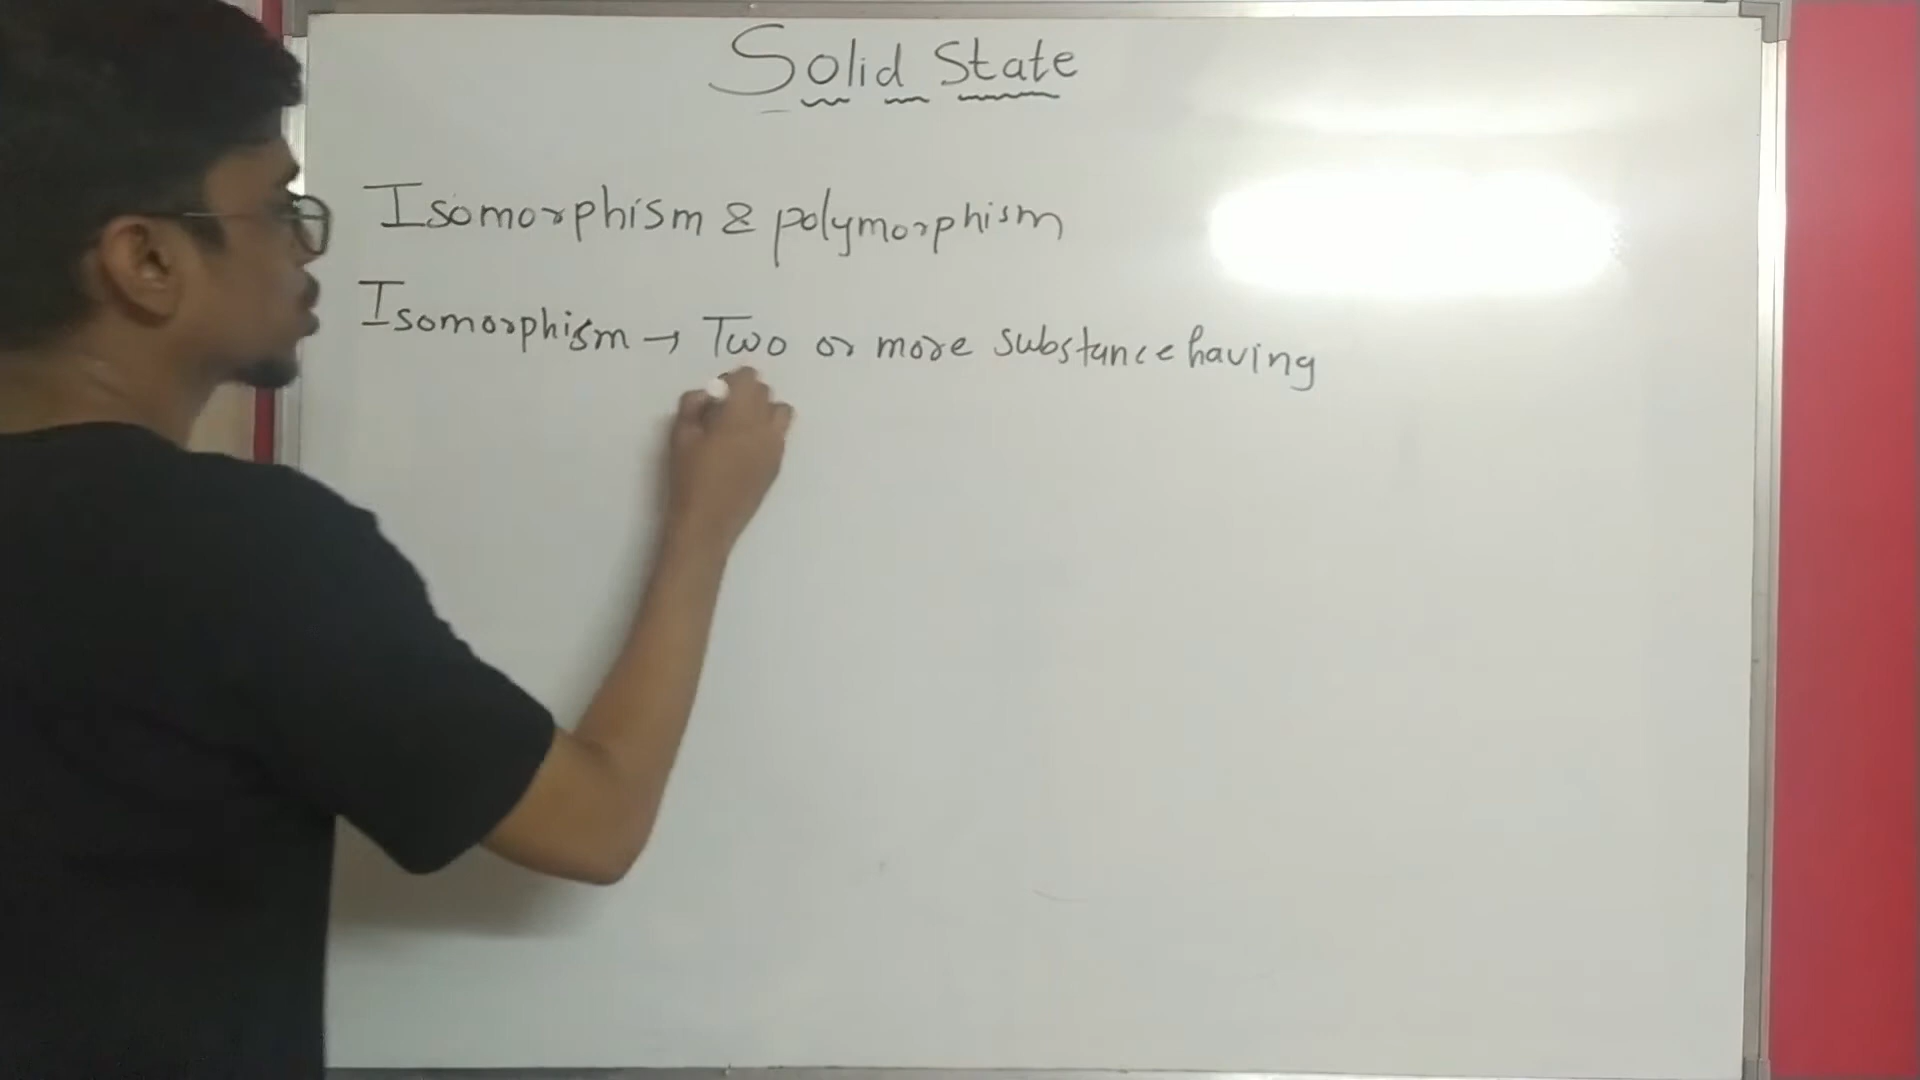 Solid State
Isomorphism & polymorphism
Isomorphism → Two or more substance having